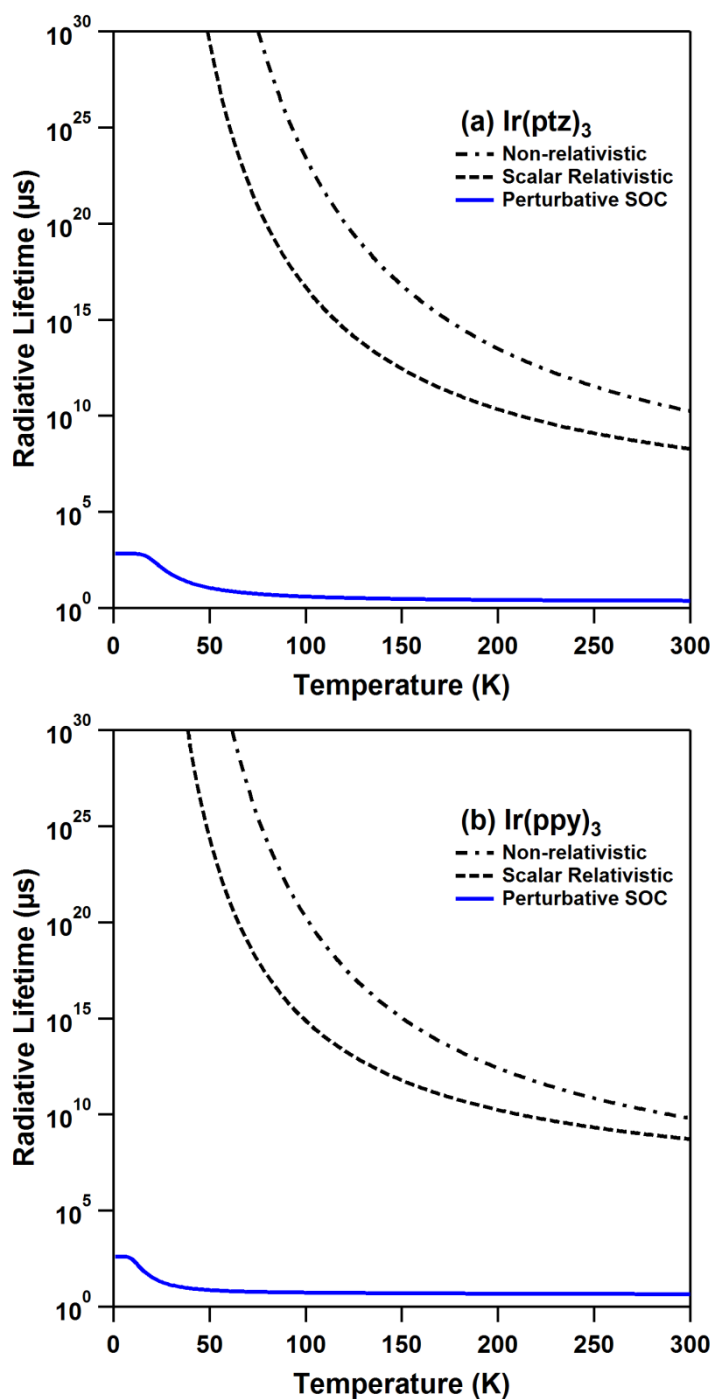 10^30
10^25
10^20
10^15
10^10
10^5
10^0
Radiative Lifetime (µs)
(a) Ir(ptz)₃
Non-relativistic
Scalar Relativistic
Perturbative SOC
0 50 100 150 200 250 300
Temperature (K)
10^30
10^25
10^20
10^15
10^10
10^5
10^0
Radiative Lifetime (µs)
(b) Ir(ppy)₃
Non-relativistic
Scalar Relativistic
Perturbative SOC
0 50 100 150 200 250 300
Temperature (K)